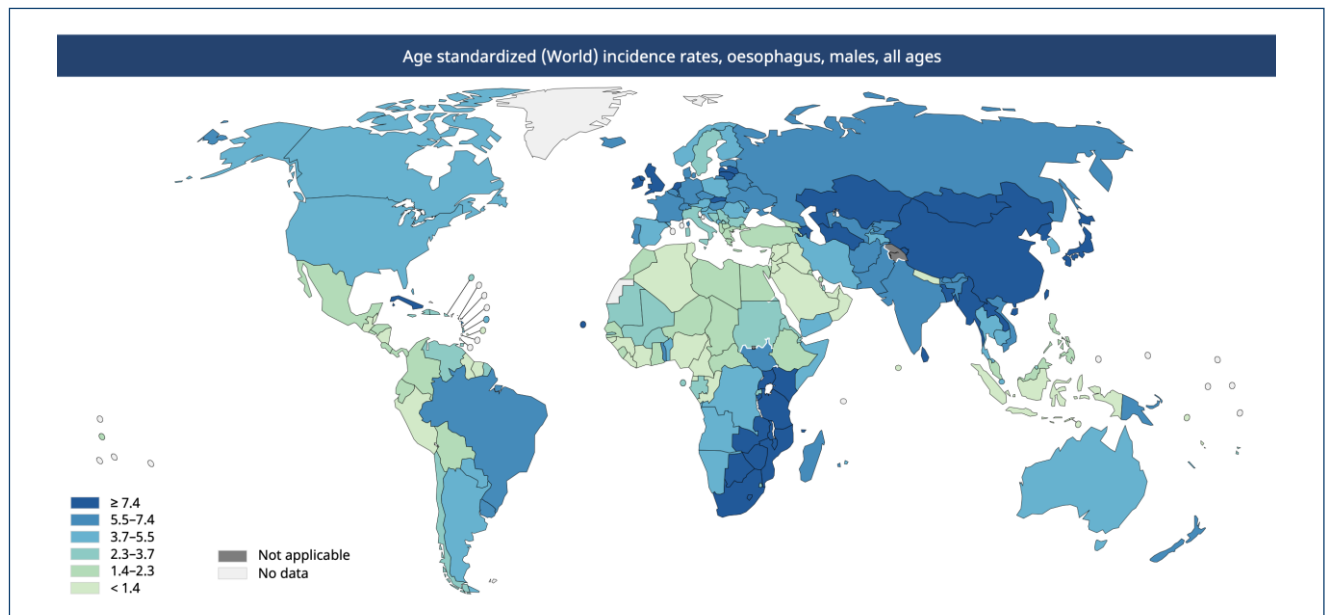 Age standardized (World) incidence rates, oesophagus, males, all ages
≥ 7.4
5.5–7.4
3.7–5.5
2.3–3.7
1.4–2.3
< 1.4
Not applicable
No data